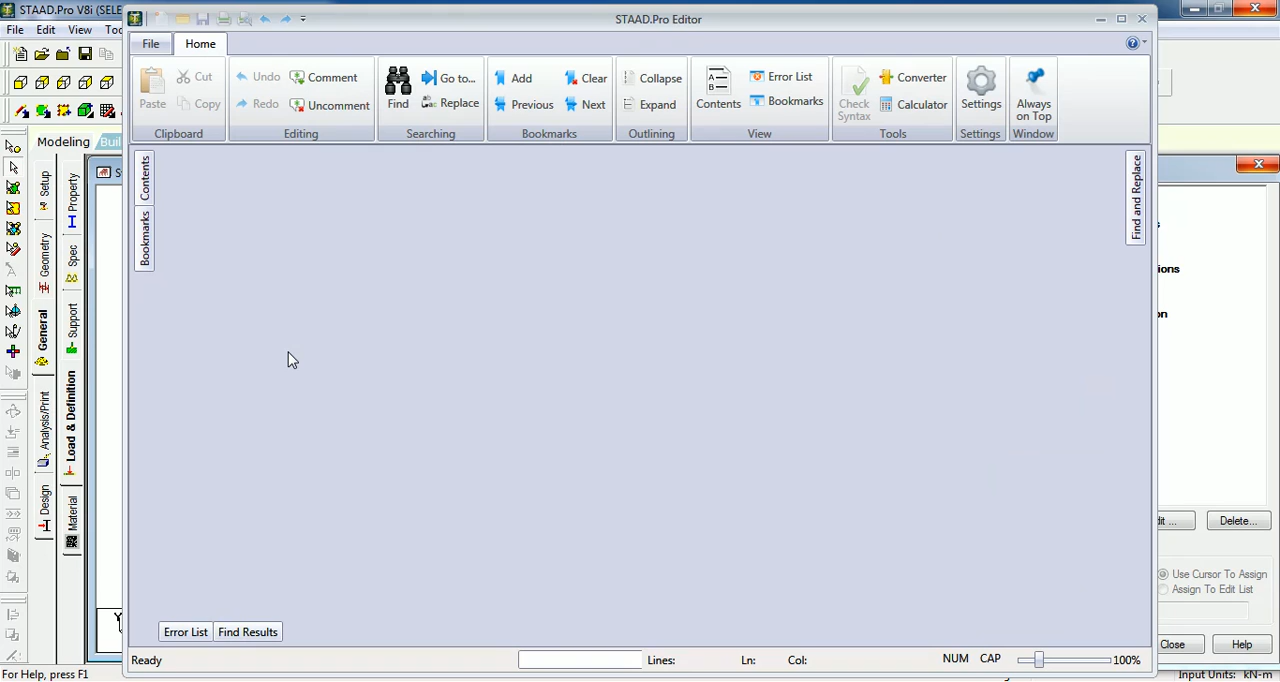 STAAD.Pro V8i (SELE
STAAD.Pro Editor
File Edit View Too
File Home
Paste
Cut
Copy
Clipboard
Undo
Redo
Comment
Uncomment
Editing
Find
Go to...
Replace
Searching
Add
Previous
Clear
Next
Bookmarks
Collapse
Expand
Outlining
Contents
Error List
Bookmarks
View
Check
Syntax
Converter
Calculator
Tools
Settings
Settings
Always
on Top
Window
Modeling
Contents
Bookmarks
Find and Replace
Setup
Geometry
General
Analysis/Print
Design
Property
Spec
Support
Load & Definition
Material
Delete...
Use Cursor To Assign
Assign To Edit List
Close
Help
Error List Find Results
Ready
Lines: Ln: Col:
NUM CAP 100%
For Help, press F1
Input Units: kN-m